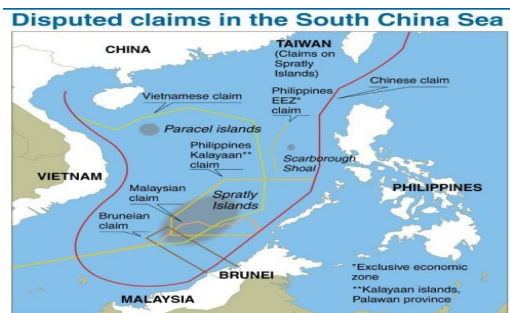 Disputed claims in the South China Sea
CHINA
TAIWAN
(Claims on
Spratly
Islands)
Chinese claim
Vietnamese claim
Philippines
EEZ*
claim
Paracel islands
Philippines
Kalayaan**
claim
Scarborough
Shoal
VIETNAM
Malaysian
claim
Spratly
Islands
PHILIPPINES
Bruneian
claim
BRUNEI
MALAYSIA
*Exclusive economic
zone
**Kalayaan islands,
Palawan province